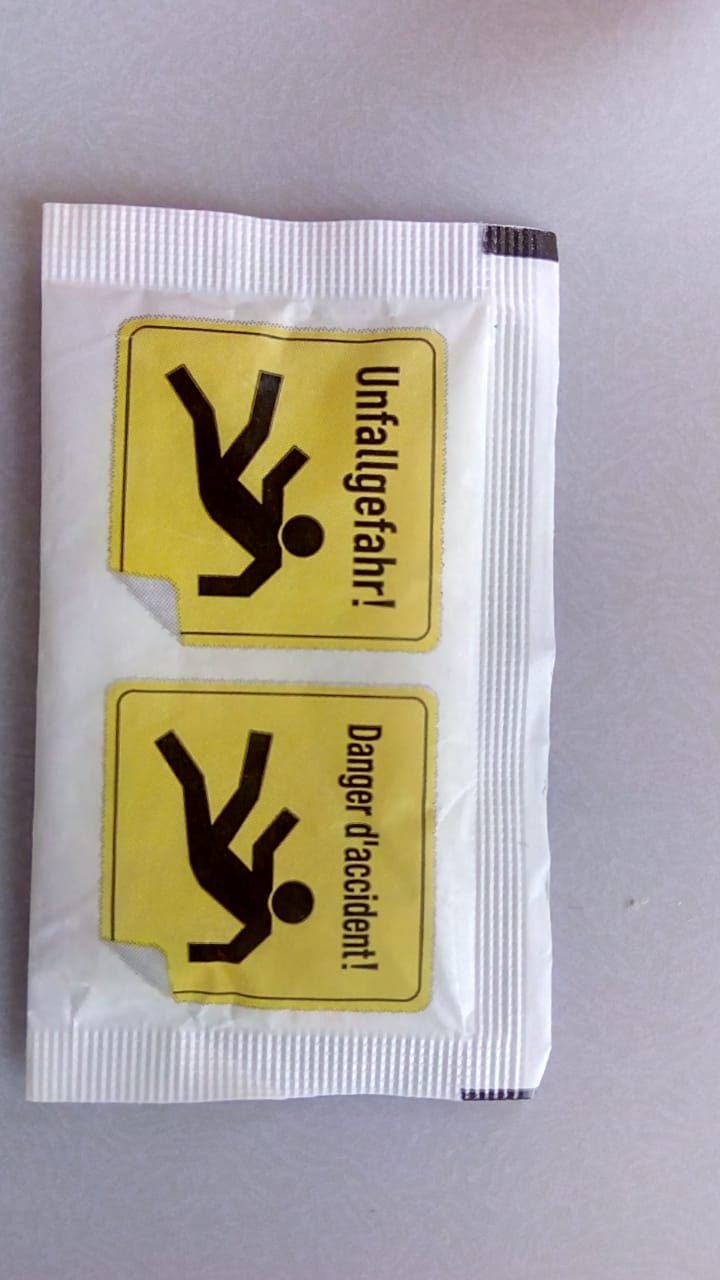 Unfallgefahr!
Danger d'accident!